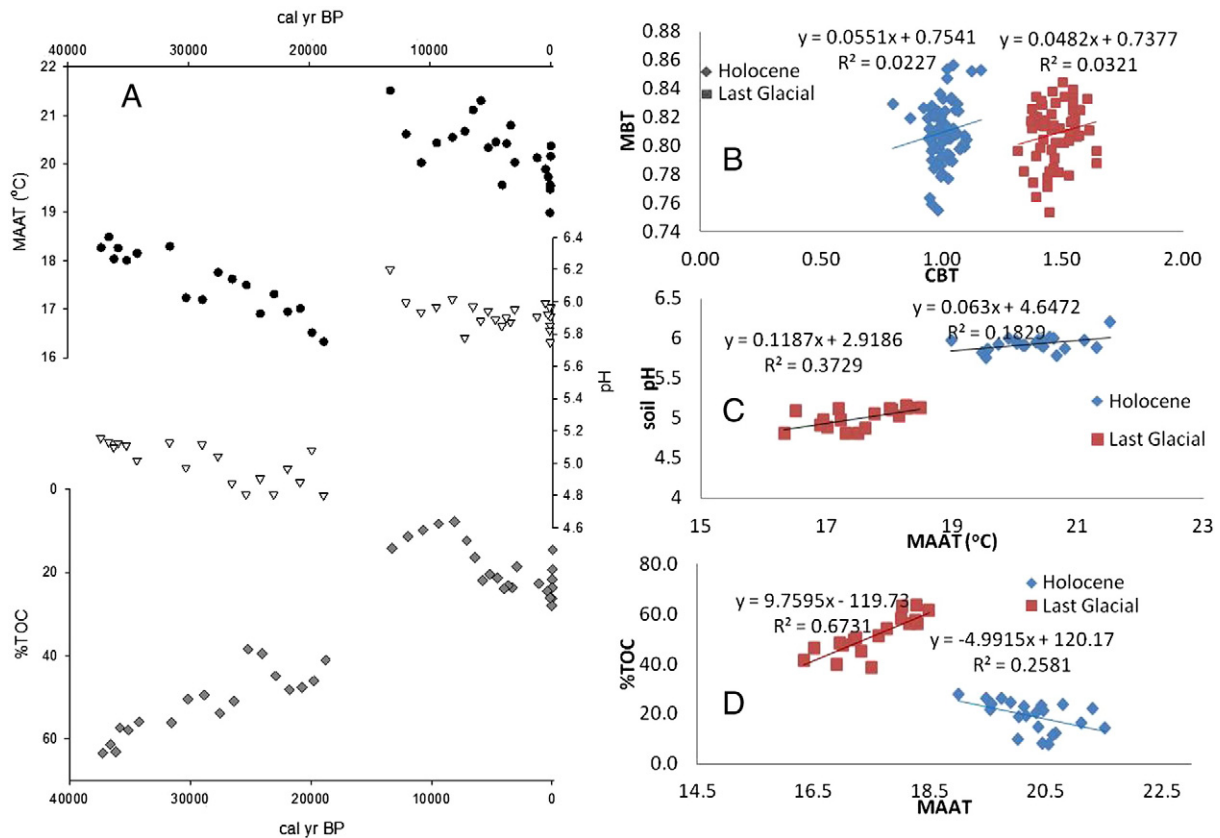 cal yr BP
40000 30000 20000 10000 0
A
22
21
20
19
18
17
16
MAAT (°C)
6.4
6.2
6.0
5.8
5.6
5.4
5.2
5.0
4.8
4.6
pH
0
20
40
60
%TOC
40000 30000 20000 10000 0
cal yr BP
B
0.88
0.86
0.84
0.82
0.80
0.78
0.76
0.74
MBT
y = 0.0551x + 0.7541
R² = 0.0227
y = 0.0482x + 0.7377
R² = 0.0321
Holocene
Last Glacial
0.00 0.50 1.00 1.50 2.00
CBT
C
6.5
6
5.5
5
4.5
4
soil pH
y = 0.1187x + 2.9186
R² = 0.3729
y = 0.063x + 4.6472
R² = 0.1829
Holocene
Last Glacial
15 17 19 21 23
MAAT (°C)
D
80.0
60.0
40.0
20.0
0.0
%TOC
y = 9.7595x - 119.73
R² = 0.6731
Holocene
Last Glacial
y = -4.9915x + 120.17
R² = 0.2581
14.5 16.5 18.5 20.5 22.5
MAAT